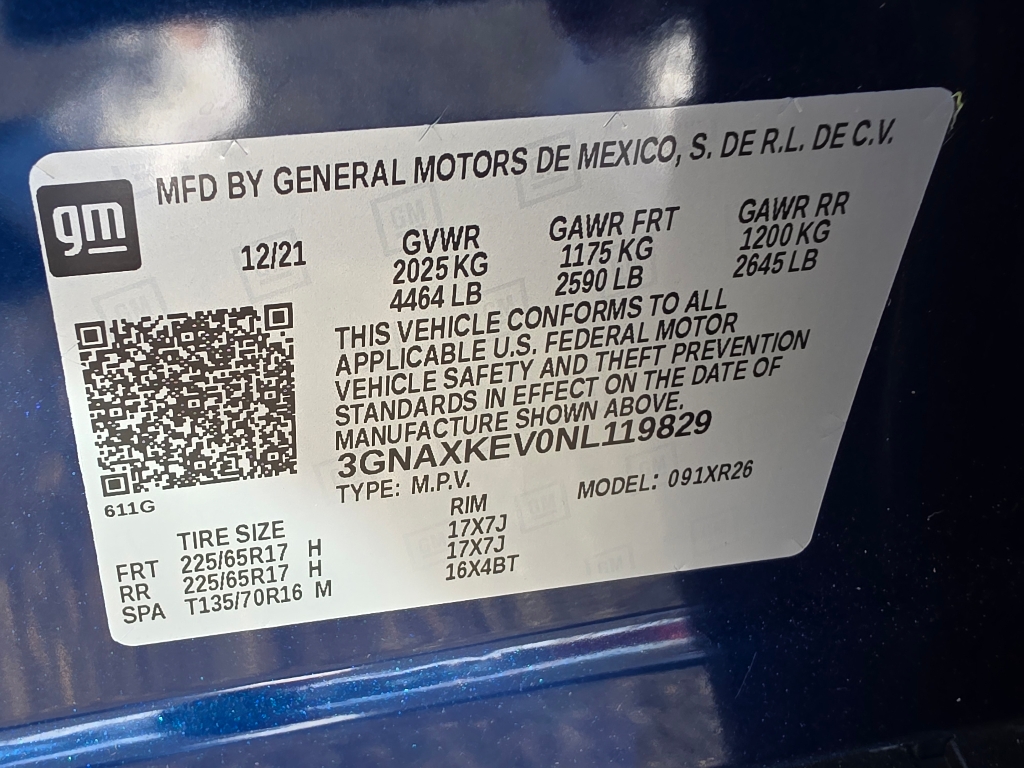 gm
MFD BY GENERAL MOTORS DE MEXICO, S. DE R.L. DE C.V.
12/21
GVWR
2025 KG
4464 LB
GAWR FRT
1175 KG
2590 LB
GAWR RR
1200 KG
2645 LB
THIS VEHICLE CONFORMS TO ALL
APPLICABLE U.S. FEDERAL MOTOR
VEHICLE SAFETY AND THEFT PREVENTION
STANDARDS IN EFFECT ON THE DATE OF
MANUFACTURE SHOWN ABOVE.
3GNAXKEV0NL119829
TYPE: M.P.V. MODEL: 091XR26
611G
TIRE SIZE RIM
FRT 225/65R17 H 17X7J
RR 225/65R17 H 17X7J
SPA T135/70R16 M 16X4BT